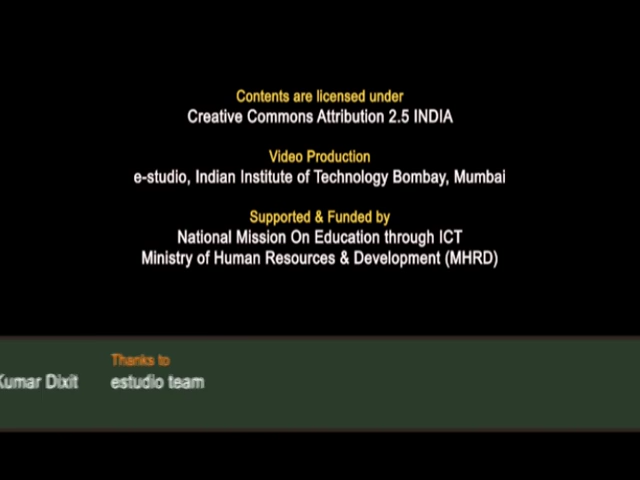 Contents are licensed under
Creative Commons Attribution 2.5 INDIA
Video Production
e-studio, Indian Institute of Technology Bombay, Mumbai
Supported & Funded by
National Mission On Education through ICT
Ministry of Human Resources & Development (MHRD)
Thanks to
Kumar Dixit
estudio team